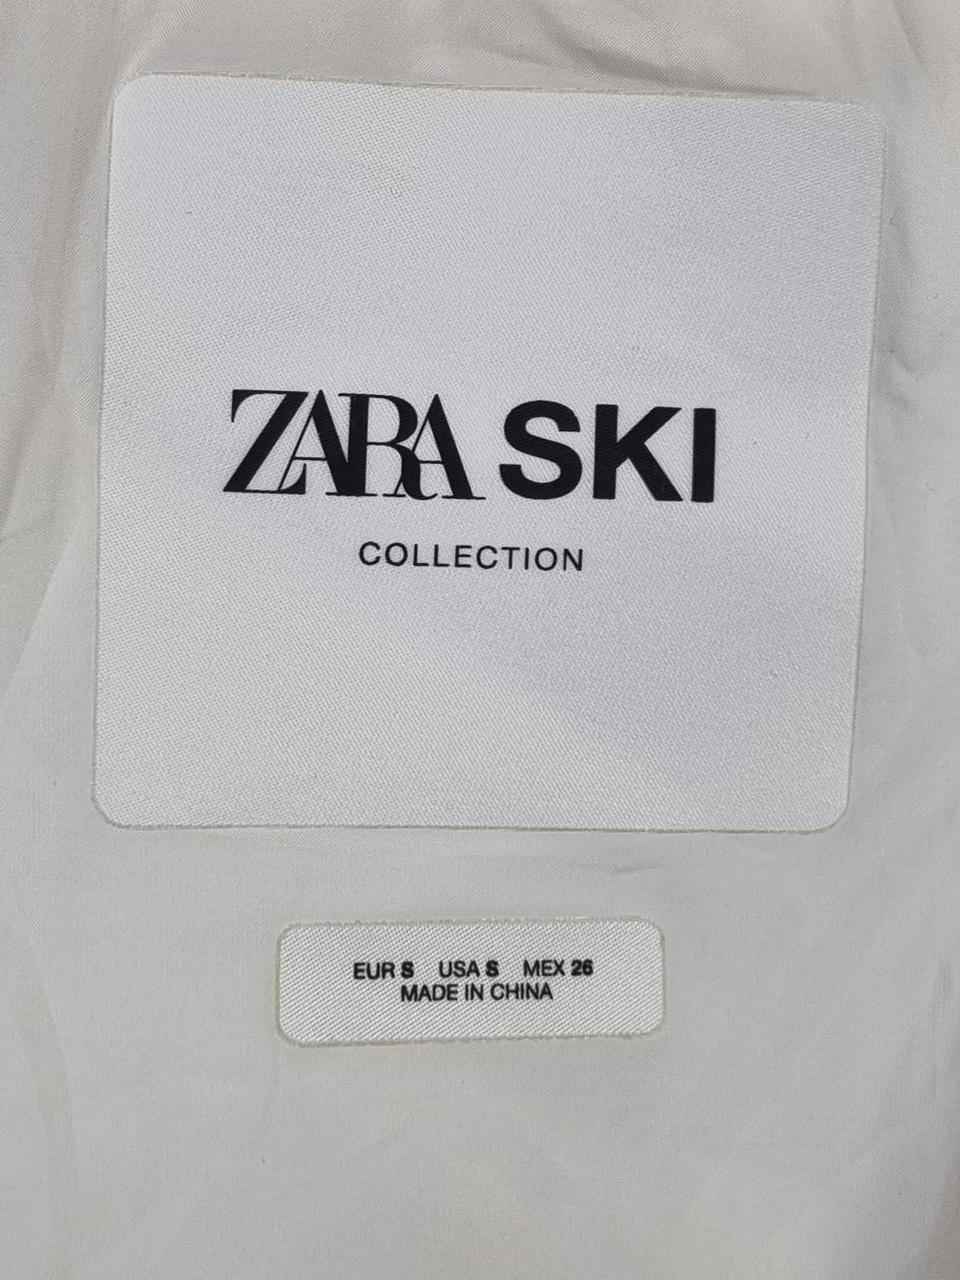 ZARA SKI
COLLECTION
EUR S USA S MEX 26
MADE IN CHINA